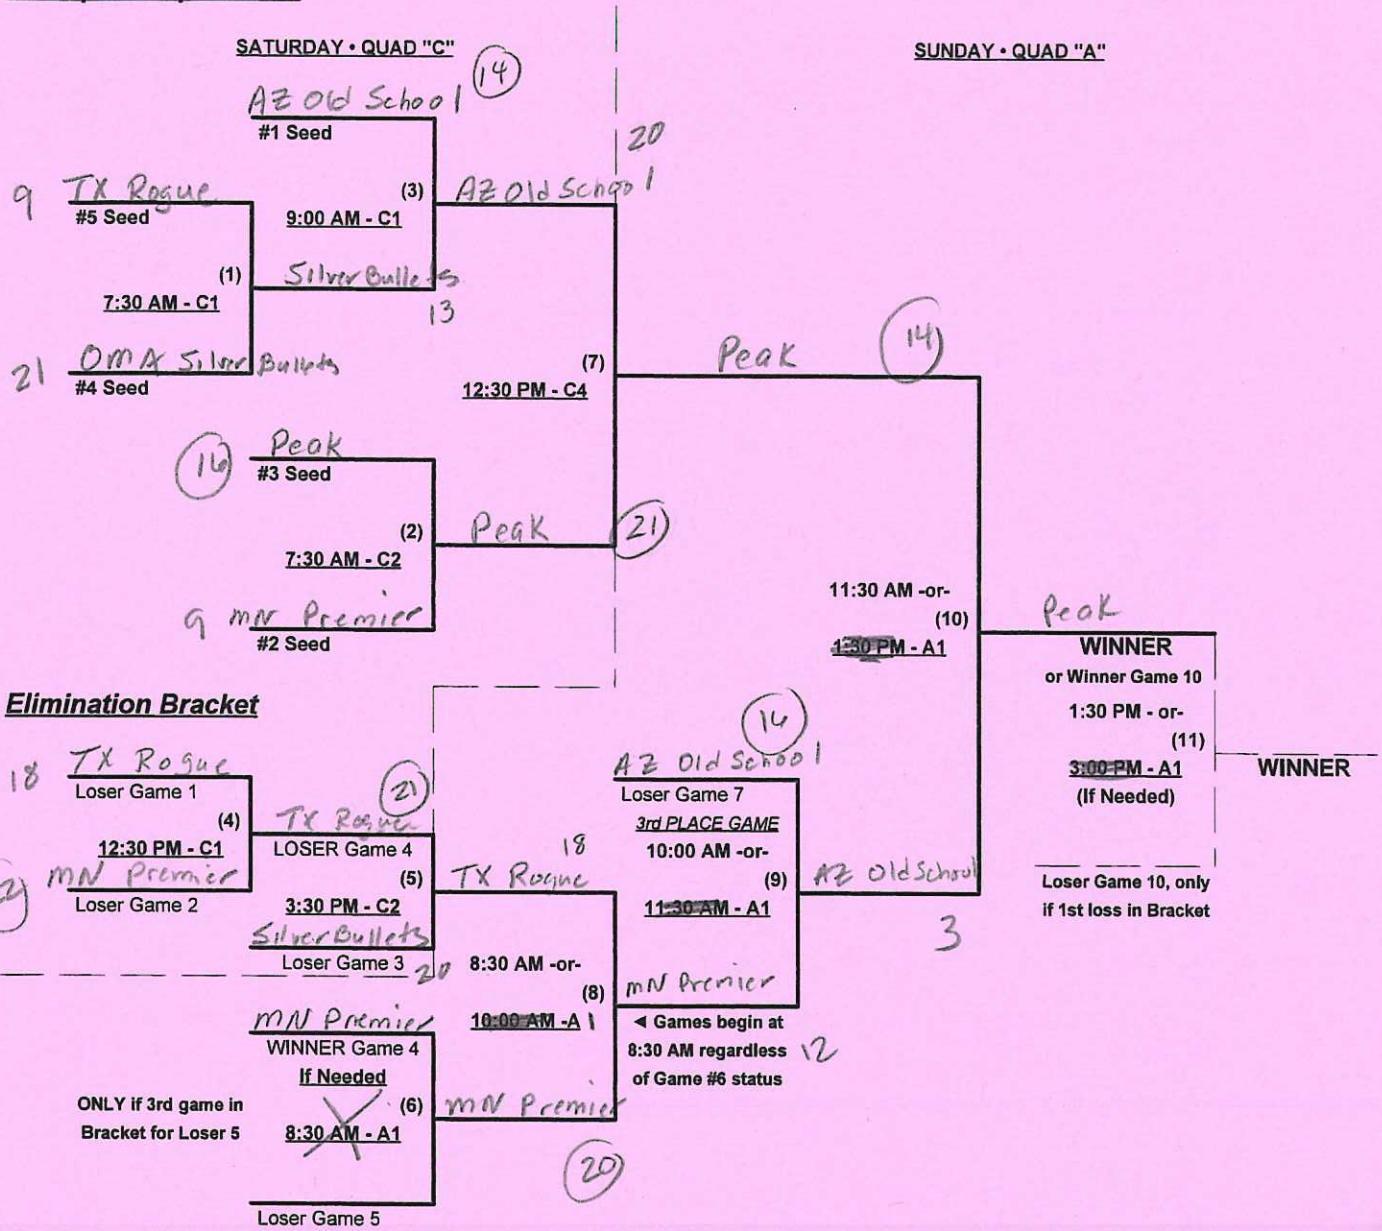 SATURDAY • QUAD "C"
SUNDAY • QUAD "A"
AZ Old School 14
#1 Seed
20
9 TX Rogue
#5 Seed
(3)
9:00 AM - C1
AZ Old School
(1)
7:30 AM - C1
Silver Bullets
13
21 OMA Silver Bullets
#4 Seed
(7)
12:30 PM - C4
Peak 14
16 Peak
#3 Seed
(2)
7:30 AM - C2
Peak 21
9 MN Premier
#2 Seed
11:30 AM -or-
(10)
1:30 PM - A1
Peak
WINNER
or Winner Game 10
1:30 PM - or-
(11)
3:00 PM - A1
(If Needed)
WINNER
Loser Game 10, only
if 1st loss in Bracket
Elimination Bracket
18 TX Rogue
Loser Game 1
(4)
12:30 PM - C1
MN Premier
Loser Game 2
TX Rogue 21
LOSER Game 4
(5)
3:30 PM - C2
Silver Bullets
Loser Game 3 20
TX Rogue 18
8:30 AM -or-
(8)
10:00 AM -A1
AZ Old School 16
Loser Game 7
3rd PLACE GAME
10:00 AM -or-
(9)
11:30 AM - A1
AZ Old School
3
MN Premier
◄ Games begin at
8:30 AM regardless 12
of Game #6 status
MN Premier
WINNER Game 4
If Needed
ONLY if 3rd game in
Bracket for Loser 5
(6)
8:30 AM - A1
MN Premier
20
Loser Game 5